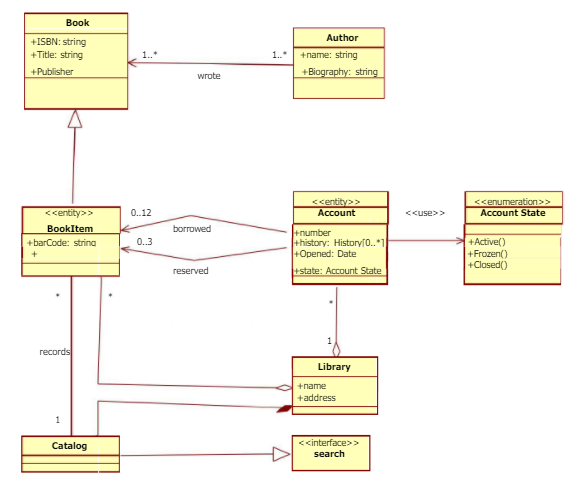 Book
+ISBN: string
+Title: string
+Publisher
Author
+name: string
+Biography: string
1..*
1..*
wrote
<<entity>>
BookItem
+barCode: string
+
0..12
borrowed
0..3
reserved
<<entity>>
Account
+number
+history: History[0..*]
+Opened: Date
+state: Account State
<<use>>
<<enumeration>>
Account State
+Active()
+Frozen()
+Closed()
*
*
*
records
1
1
Library
+name
+address
Catalog
<<interface>>
search